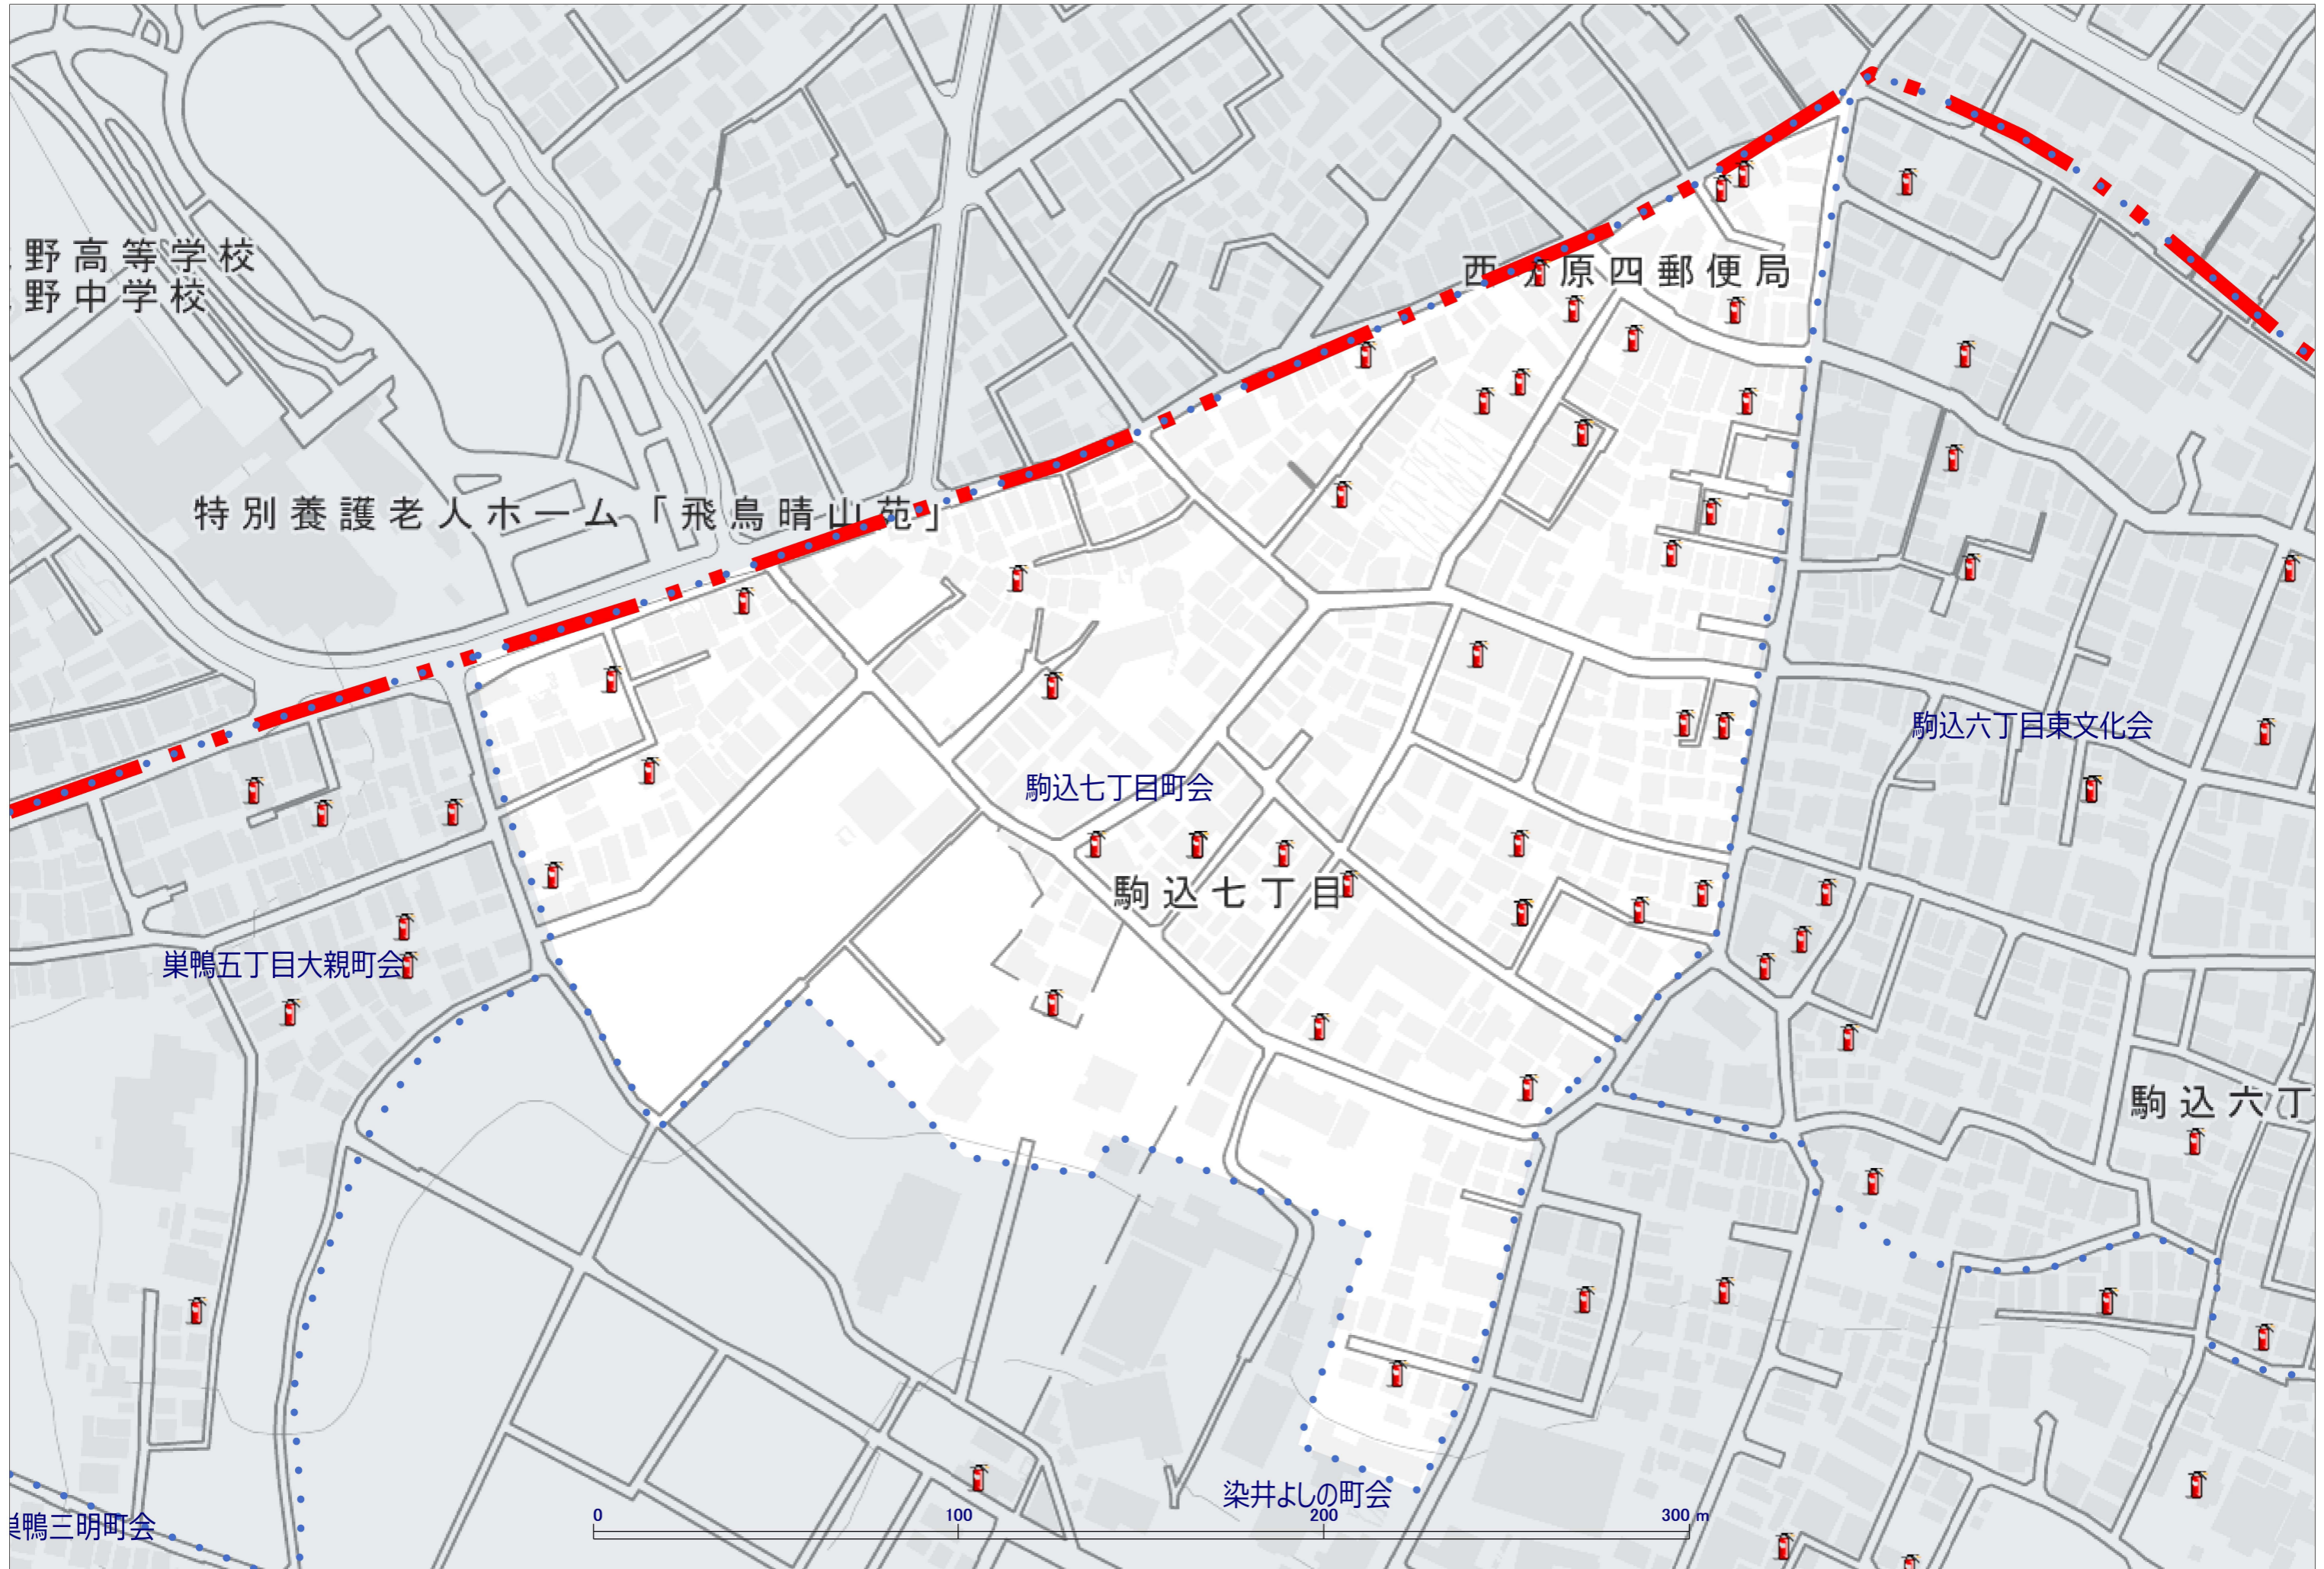 野高等学校
野中学校
西 原四郵便局
特別養護老人ホーム「飛鳥晴山苑」
駒込六丁目東文化会
駒込七丁目町会
駒込七丁目
巣鴨五丁目大親町会
駒込六丁
染井よしの町会
巣鴨三明町会
0 100 200 300 m